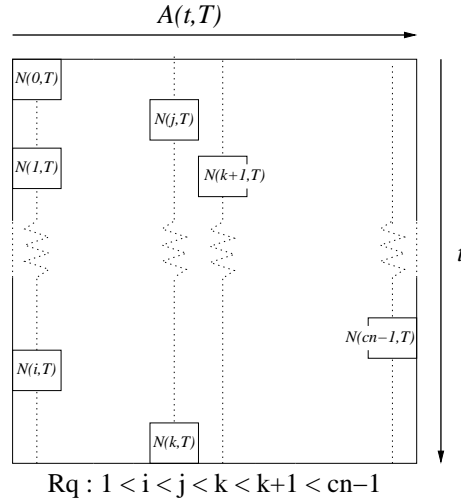 A(t,T)
N(0,T)
N(j,T)
N(1,T)
N(k+1,T)
t
N(cn−1,T)
N(i,T)
N(k,T)
Rq : 1 < i < j < k < k+1 < cn−1